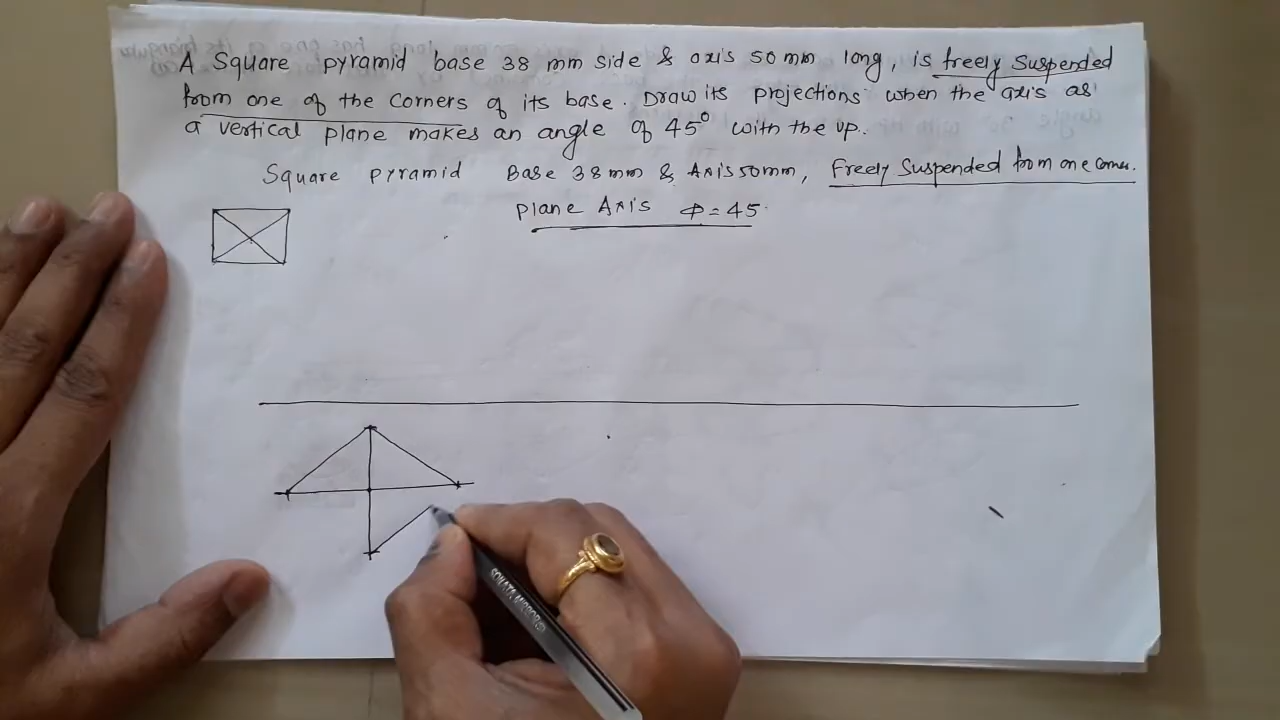 A Square pyramid base 38 mm side & axis 50 mm long, is freely suspended
from one of the corners of its base. Draw its projections when the axis as
a vertical plane makes an angle of 45° with the vp.
Square pyramid Base 38 mm & Axis 50mm, Freely Suspended from one corner.
plane Axis Φ = 45.
SONATA MIRROR